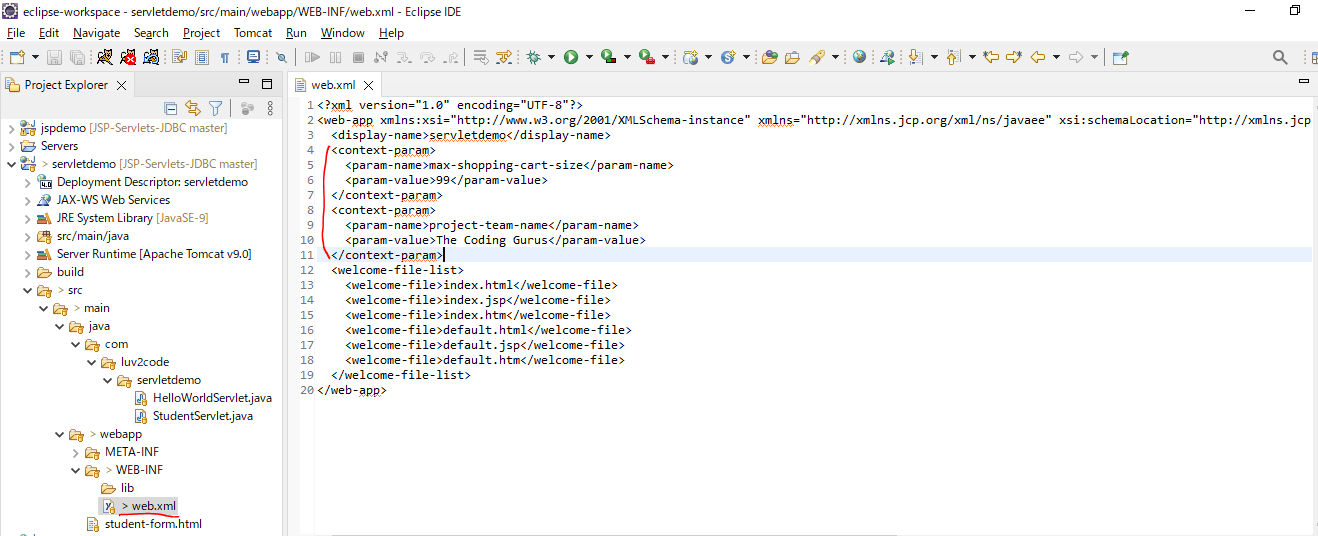 eclipse-workspace - servletdemo/src/main/webapp/WEB-INF/web.xml - Eclipse IDE
File Edit Navigate Search Project Tomcat Run Window Help
Project Explorer
jspdemo [JSP-Servlets-JDBC master]
Servers
> servletdemo [JSP-Servlets-JDBC master]
Deployment Descriptor: servletdemo
JAX-WS Web Services
JRE System Library [JavaSE-9]
src/main/java
Server Runtime [Apache Tomcat v9.0]
build
> src
> main
java
com
luv2code
servletdemo
HelloWorldServlet.java
StudentServlet.java
> webapp
META-INF
> WEB-INF
lib
> web.xml
student-form.html
web.xml
1 <?xml version="1.0" encoding="UTF-8"?>
2 <web-app xmlns:xsi="http://www.w3.org/2001/XMLSchema-instance" xmlns="http://xmlns.jcp.org/xml/ns/javaee" xsi:schemaLocation="http://xmlns.jcp
3 <display-name>servletdemo</display-name>
4 <context-param>
5 <param-name>max-shopping-cart-size</param-name>
6 <param-value>99</param-value>
7 </context-param>
8 <context-param>
9 <param-name>project-team-name</param-name>
10 <param-value>The Coding Gurus</param-value>
11 </context-param>
12 <welcome-file-list>
13 <welcome-file>index.html</welcome-file>
14 <welcome-file>index.jsp</welcome-file>
15 <welcome-file>index.htm</welcome-file>
16 <welcome-file>default.html</welcome-file>
17 <welcome-file>default.jsp</welcome-file>
18 <welcome-file>default.htm</welcome-file>
19 </welcome-file-list>
20 </web-app>